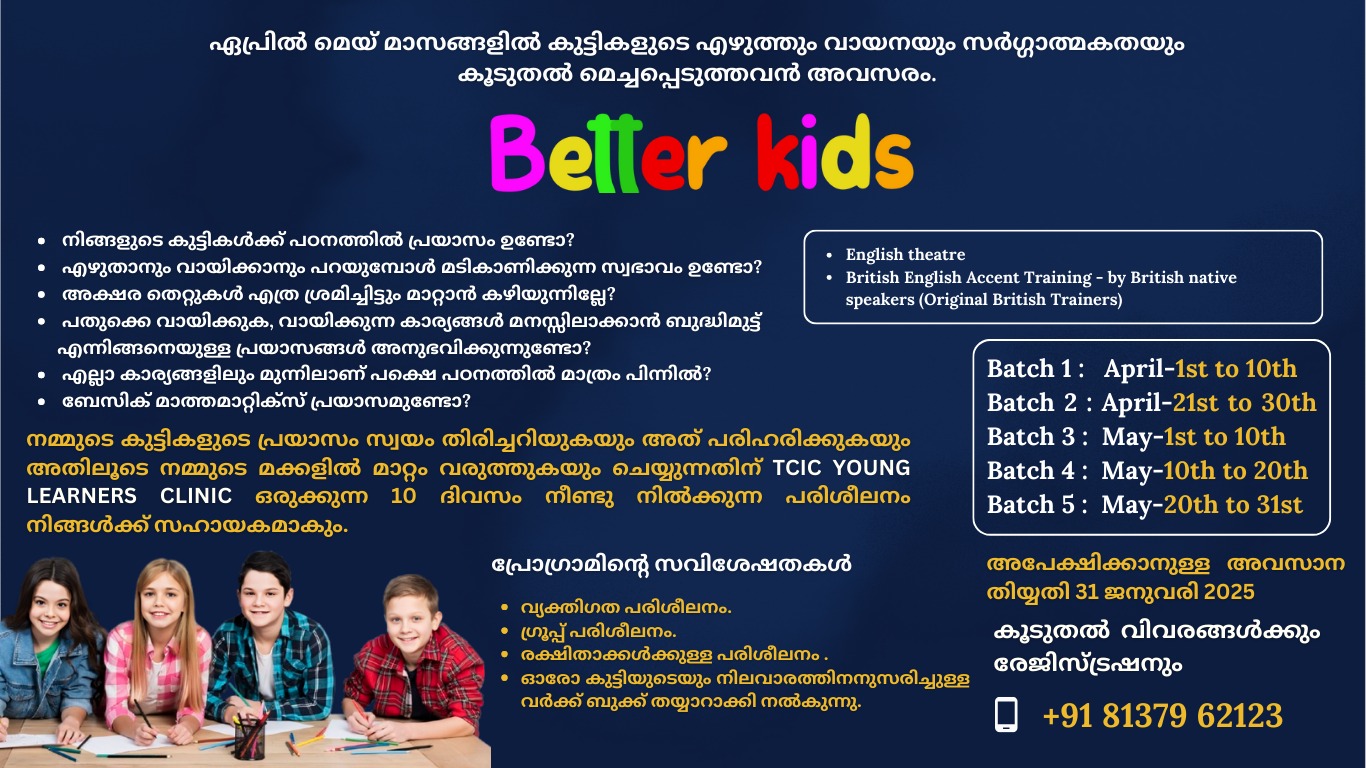 ഏപ്രിൽ മെയ് മാസങ്ങളിൽ കുട്ടികളുടെ എഴുത്തും വായനയും സർഗ്ഗാത്മകതയും
കൂടുതൽ മെച്ചപ്പെടുത്തവൻ അവസരം.
Better kids
• നിങ്ങളുടെ കുട്ടികൾക്ക് പഠനത്തിൽ പ്രയാസം ഉണ്ടോ?
• എഴുതാനും വായിക്കാനും പറയുമ്പോൾ മടികാണിക്കുന്ന സ്വഭാവം ഉണ്ടോ?
• അക്ഷര തെറ്റുകൾ എത്ര ശ്രമിച്ചിട്ടും മാറ്റാൻ കഴിയുന്നില്ലേ?
• പതുക്കെ വായിക്കുക, വായിക്കുന്ന കാര്യങ്ങൾ മനസ്സിലാക്കാൻ ബുദ്ധിമുട്ട്
എന്നിങ്ങനെയുള്ള പ്രയാസങ്ങൾ അനുഭവിക്കുന്നുണ്ടോ?
• എല്ലാ കാര്യങ്ങളിലും മുന്നിലാണ് പക്ഷെ പഠനത്തിൽ മാത്രം പിന്നിൽ?
• ബേസിക് മാത്തമാറ്റിക്സ് പ്രയാസമുണ്ടോ?
നമ്മുടെ കുട്ടികളുടെ പ്രയാസം സ്വയം തിരിച്ചറിയുകയും അത് പരിഹരിക്കുകയും
അതിലൂടെ നമ്മുടെ മക്കളിൽ മാറ്റം വരുത്തുകയും ചെയ്യുന്നതിന് TCIC YOUNG
LEARNERS CLINIC ഒരുക്കുന്ന 10 ദിവസം നീണ്ടു നിൽക്കുന്ന പരിശീലനം
നിങ്ങൾക്ക് സഹായകമാകും.
• English theatre
• British English Accent Training - by British native
speakers (Original British Trainers)
Batch 1 : April-1st to 10th
Batch 2 : April-21st to 30th
Batch 3 : May-1st to 10th
Batch 4 : May-10th to 20th
Batch 5 : May-20th to 31st
പ്രോഗ്രാമിന്റെ സവിശേഷതകൾ
• വ്യക്തിഗത പരിശീലനം.
• ഗ്രൂപ്പ് പരിശീലനം.
• രക്ഷിതാക്കൾക്കുള്ള പരിശീലനം .
• ഓരോ കുട്ടിയുടെയും നിലവാരത്തിനനുസരിച്ചുള്ള
വർക്ക് ബുക്ക് തയ്യാറാക്കി നൽകുന്നു.
അപേക്ഷിക്കാനുള്ള അവസാന
തിയ്യതി 31 ജനുവരി 2025
കൂടുതൽ വിവരങ്ങൾക്കും
രേജിസ്ട്രഷനും
+91 81379 62123